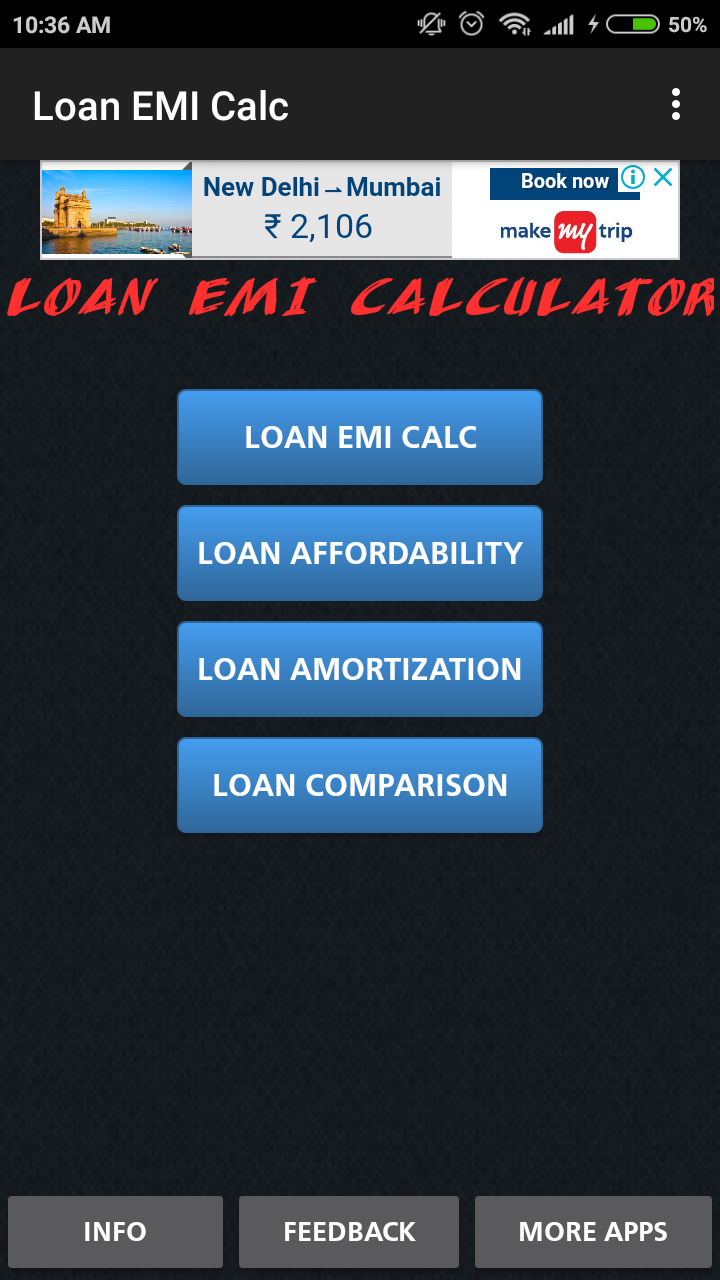 10:36 AM 50%
Loan EMI Calc
New Delhi → Mumbai
₹ 2,106
Book now
make my trip
LOAN EMI CALCULATOR
LOAN EMI CALC
LOAN AFFORDABILITY
LOAN AMORTIZATION
LOAN COMPARISON
INFO FEEDBACK MORE APPS